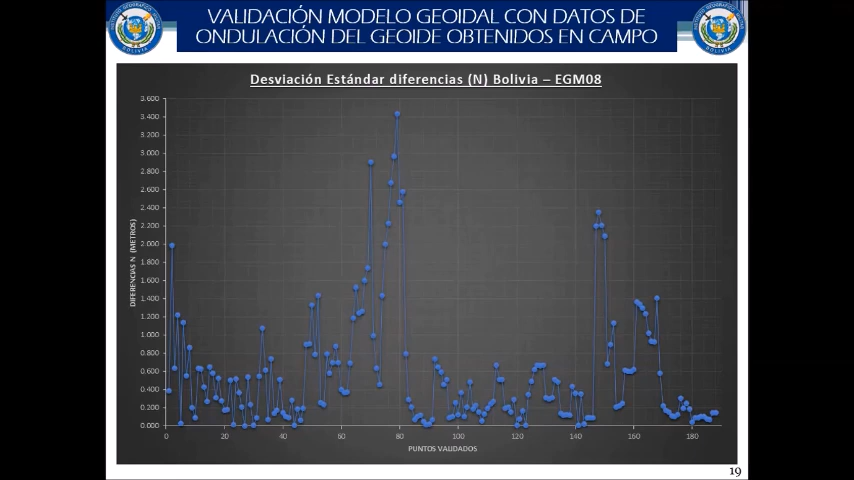 VALIDACIÓN MODELO GEOIDAL CON DATOS DE
ONDULACIÓN DEL GEOIDE OBTENIDOS EN CAMPO
BOLIVIA
BOLIVIA
Desviación Estándar diferencias (N) Bolivia – EGM08
DIFERENCIAS N (METROS)
3.600
3.400
3.200
3.000
2.800
2.600
2.400
2.200
2.000
1.800
1.600
1.400
1.200
1.000
0.800
0.600
0.400
0.200
0.000
0 20 40 60 80 100 120 140 160 180
PUNTOS VALIDADOS
19